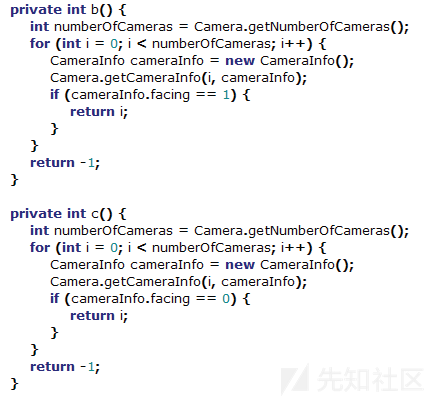 private int b() {
int numberOfCameras = Camera.getNumberOfCameras();
for (int i = 0; i < numberOfCameras; i++) {
CameraInfo cameraInfo = new CameraInfo();
Camera.getCameraInfo(i, cameraInfo);
if (cameraInfo.facing == 1) {
return i;
}
}
return -1;
}
private int c() {
int numberOfCameras = Camera.getNumberOfCameras();
for (int i = 0; i < numberOfCameras; i++) {
CameraInfo cameraInfo = new CameraInfo();
Camera.getCameraInfo(i, cameraInfo);
if (cameraInfo.facing == 0) {
return i;
}
}
return -1;
}
先知社区